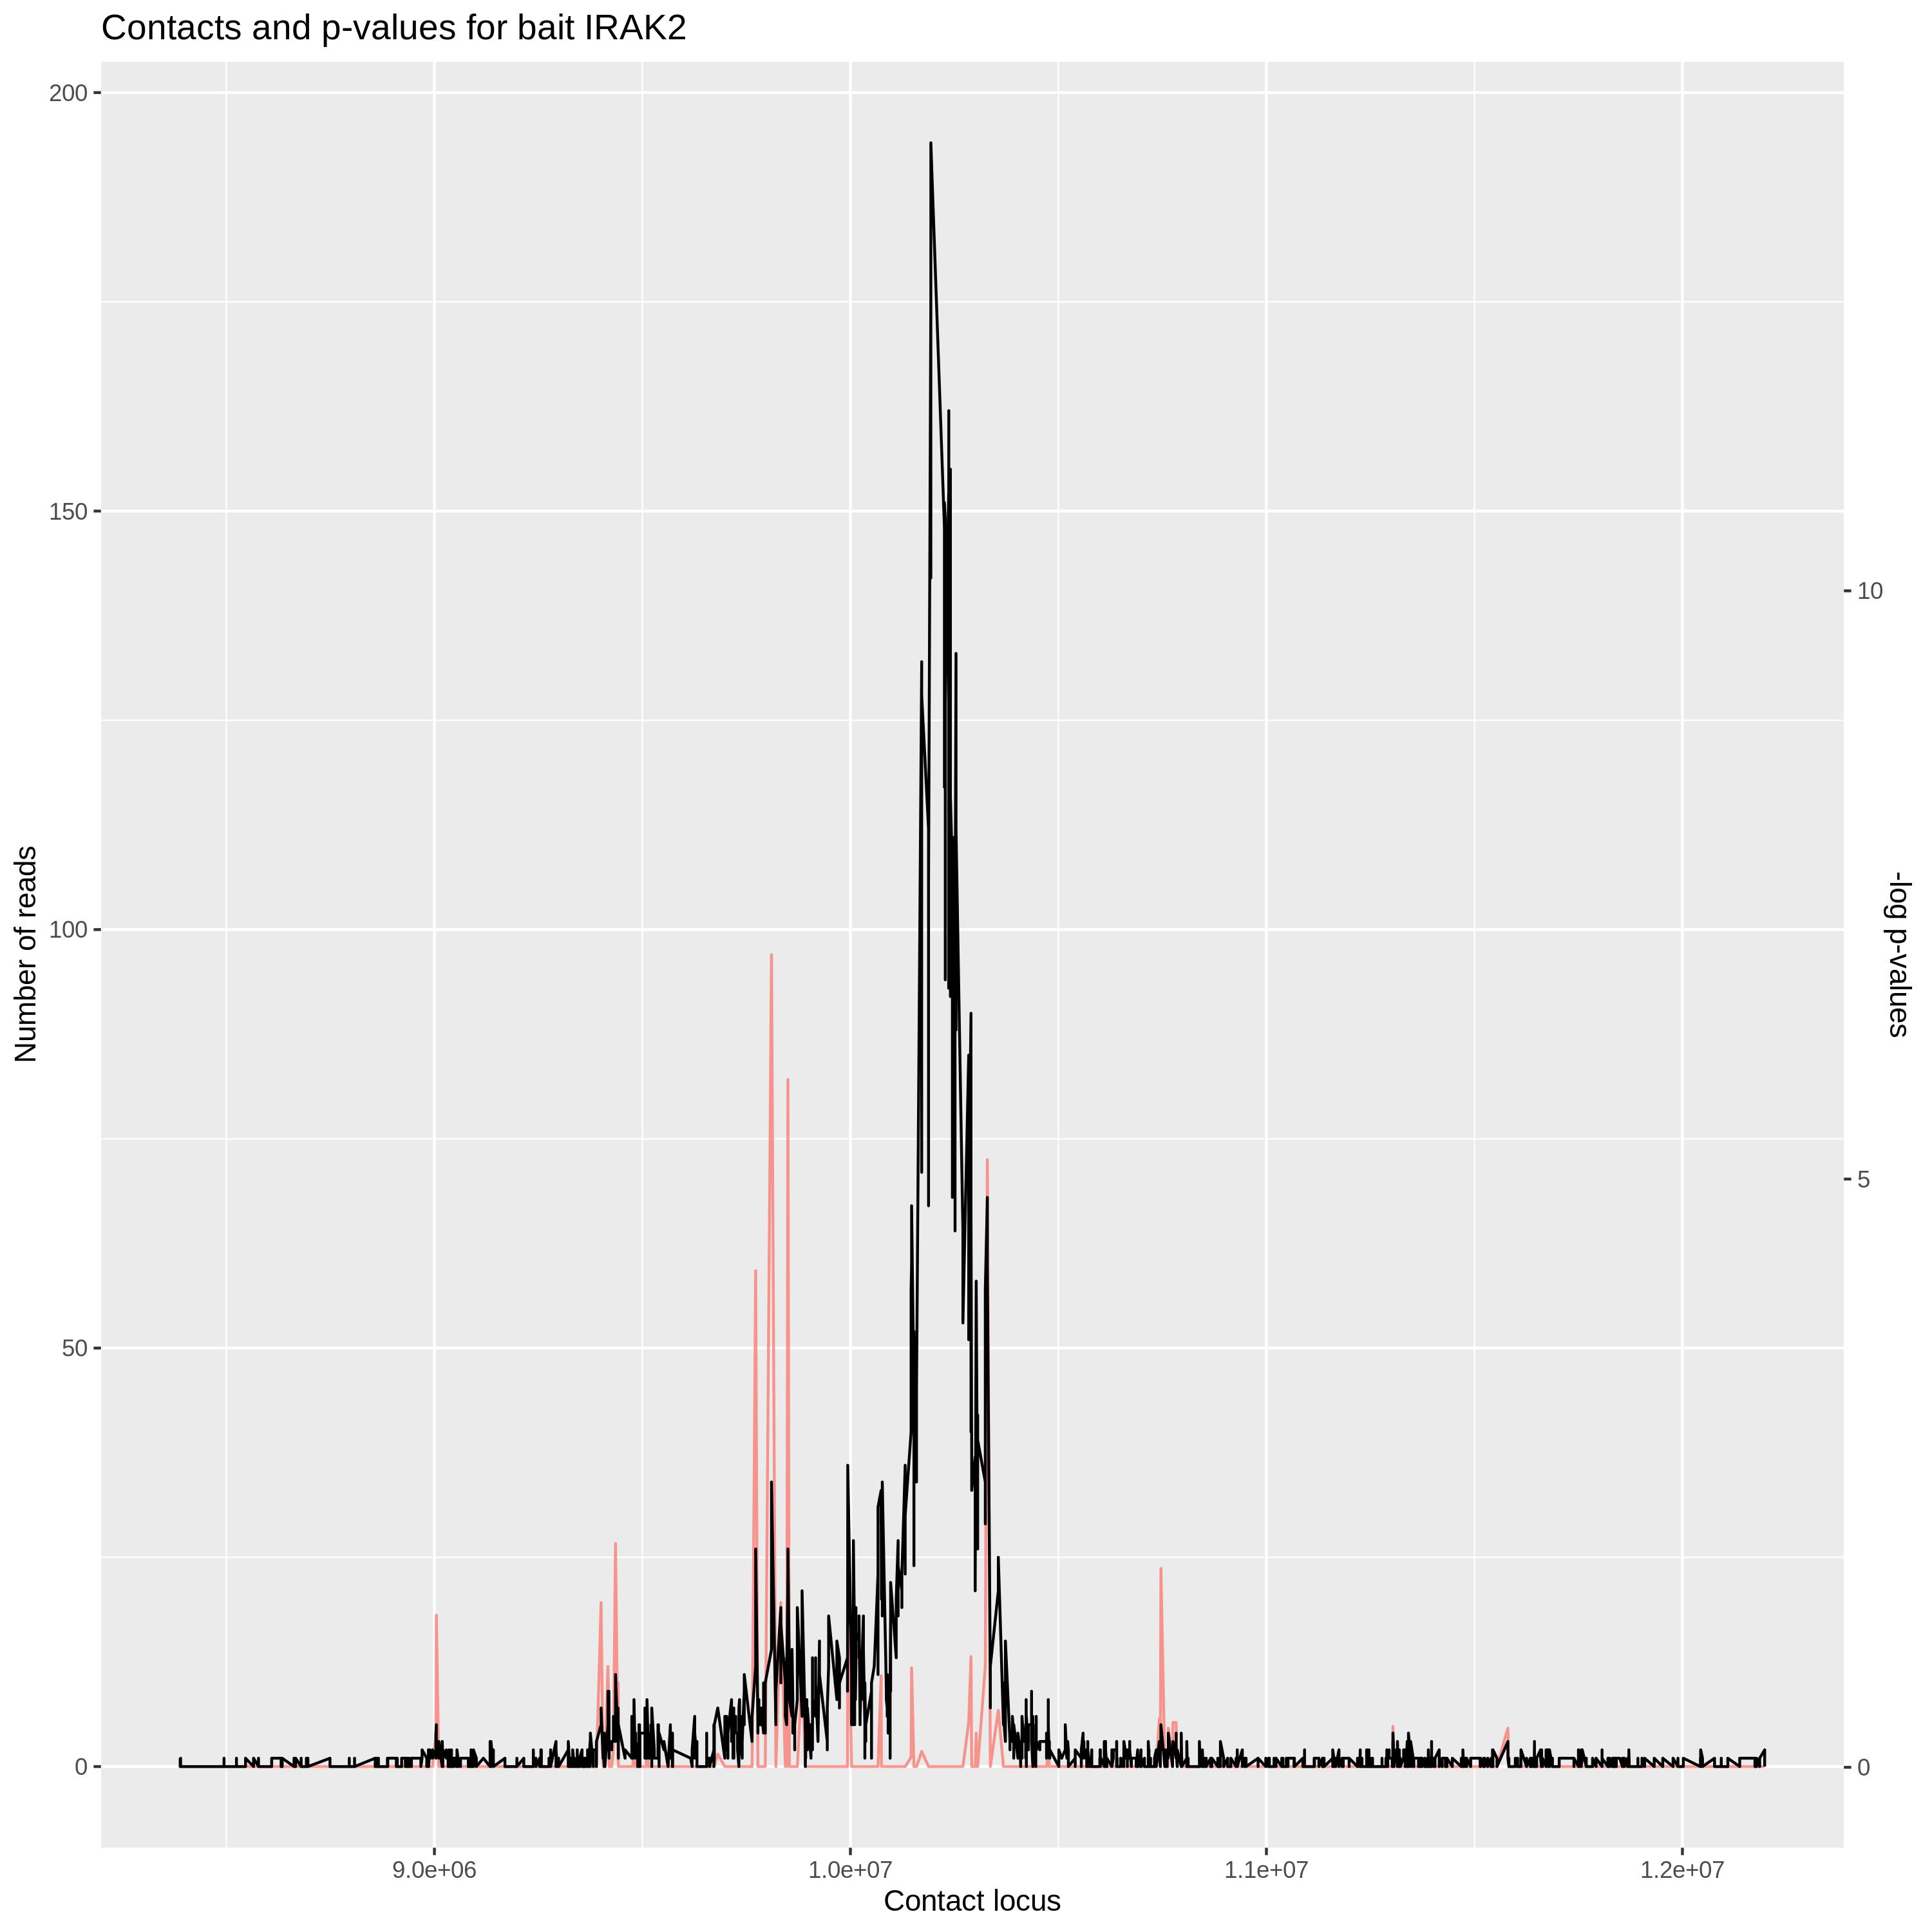 Contacts and p-values for bait IRAK2
200
150
100
50
0
Number of reads
10
5
0
-log p-values
9.0e+06
1.0e+07
1.1e+07
1.2e+07
Contact locus